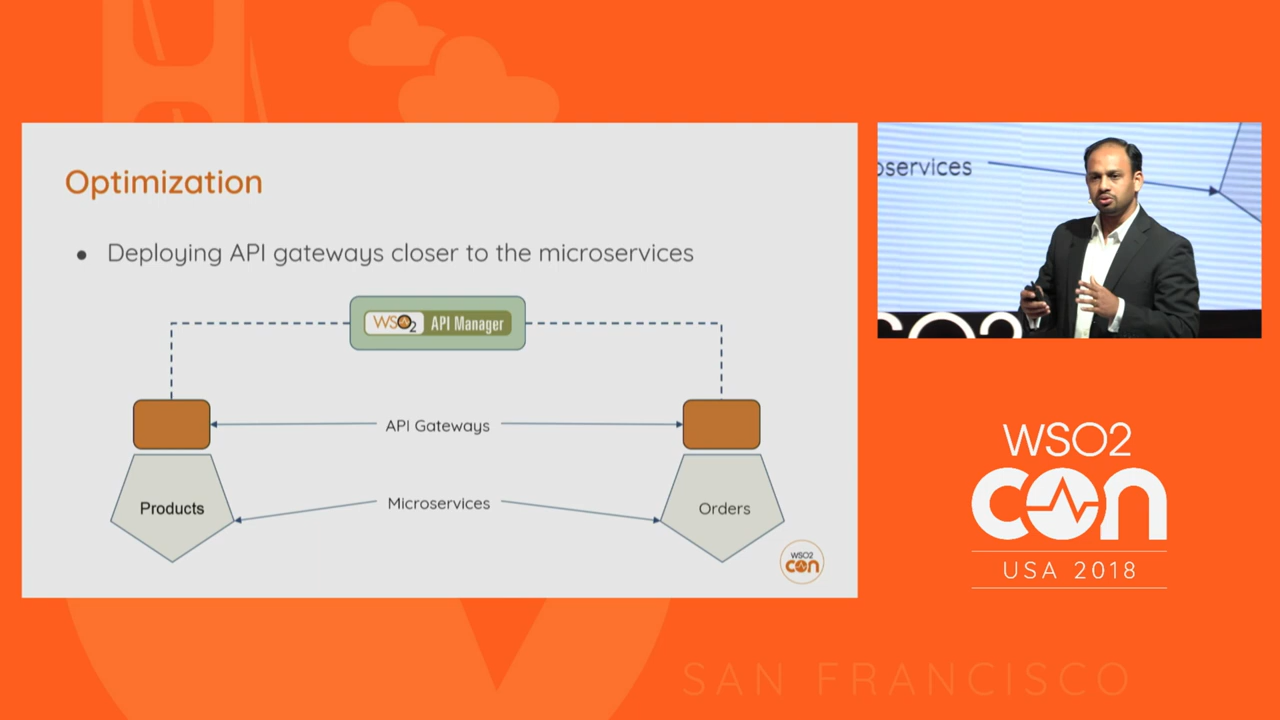 Optimization
● Deploying API gateways closer to the microservices
WSO2 API Manager
API Gateways
Microservices
Products
Orders
WSO2
con
oservices
WSO2
con
USA 2018
SAN FRANCISCO